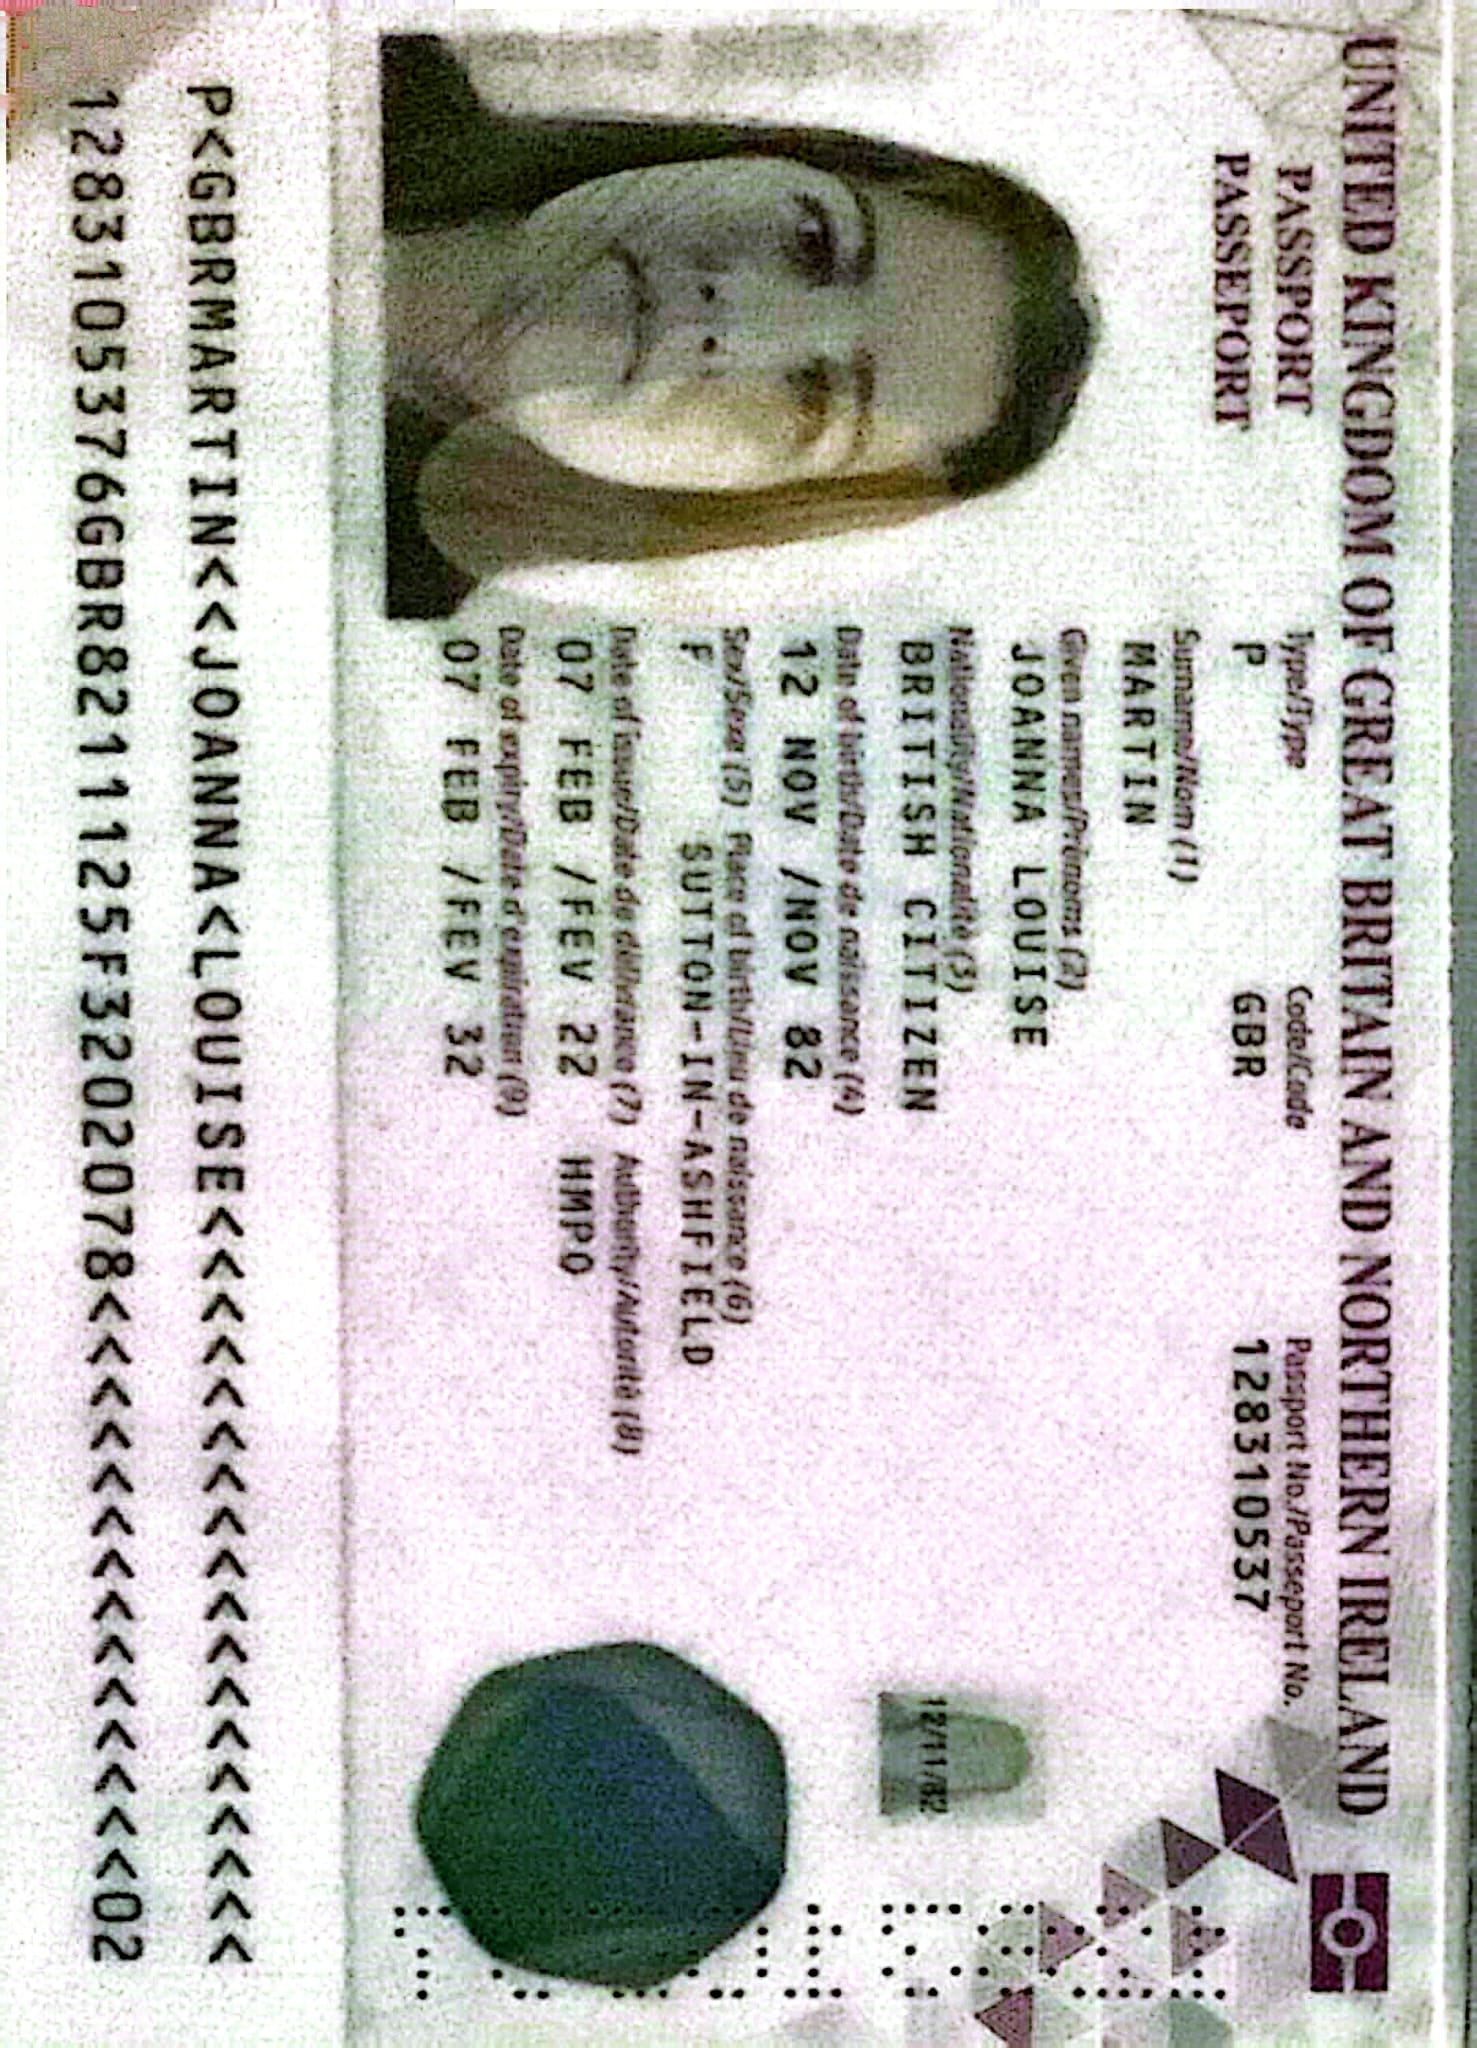 UNITED KINGDOM OF GREAT BRITAIN AND NORTHERN IRELAND
PASSPORT
PASSEPORT
Type/Type Code/Code Passport No./Passeport No.
P GBR 128310537
Surname/Nom (1)
MARTIN
Given names/Prénoms (2)
JOANNA LOUISE
Nationality/Nationalité (3)
BRITISH CITIZEN
Date of birth/Date de naissance (4)
12 NOV /NOV 82
Sex/Sexe (5) Place of birth/Lieu de naissance (6)
F SUTTON-IN-ASHFIELD
Date of issue/Date de délivrance (7) Authority/Autorité (8)
07 FEB /FEV 22 HMPO
Date of expiry/Date d'expiration (9)
07 FEB /FEV 32
12/11/82
P<GBRMARTIN<<JOANNA<LOUISE<<<<<<<<<<<<<<<<<<
1283105376GBR8211125F3202078<<<<<<<<<<<<<<02